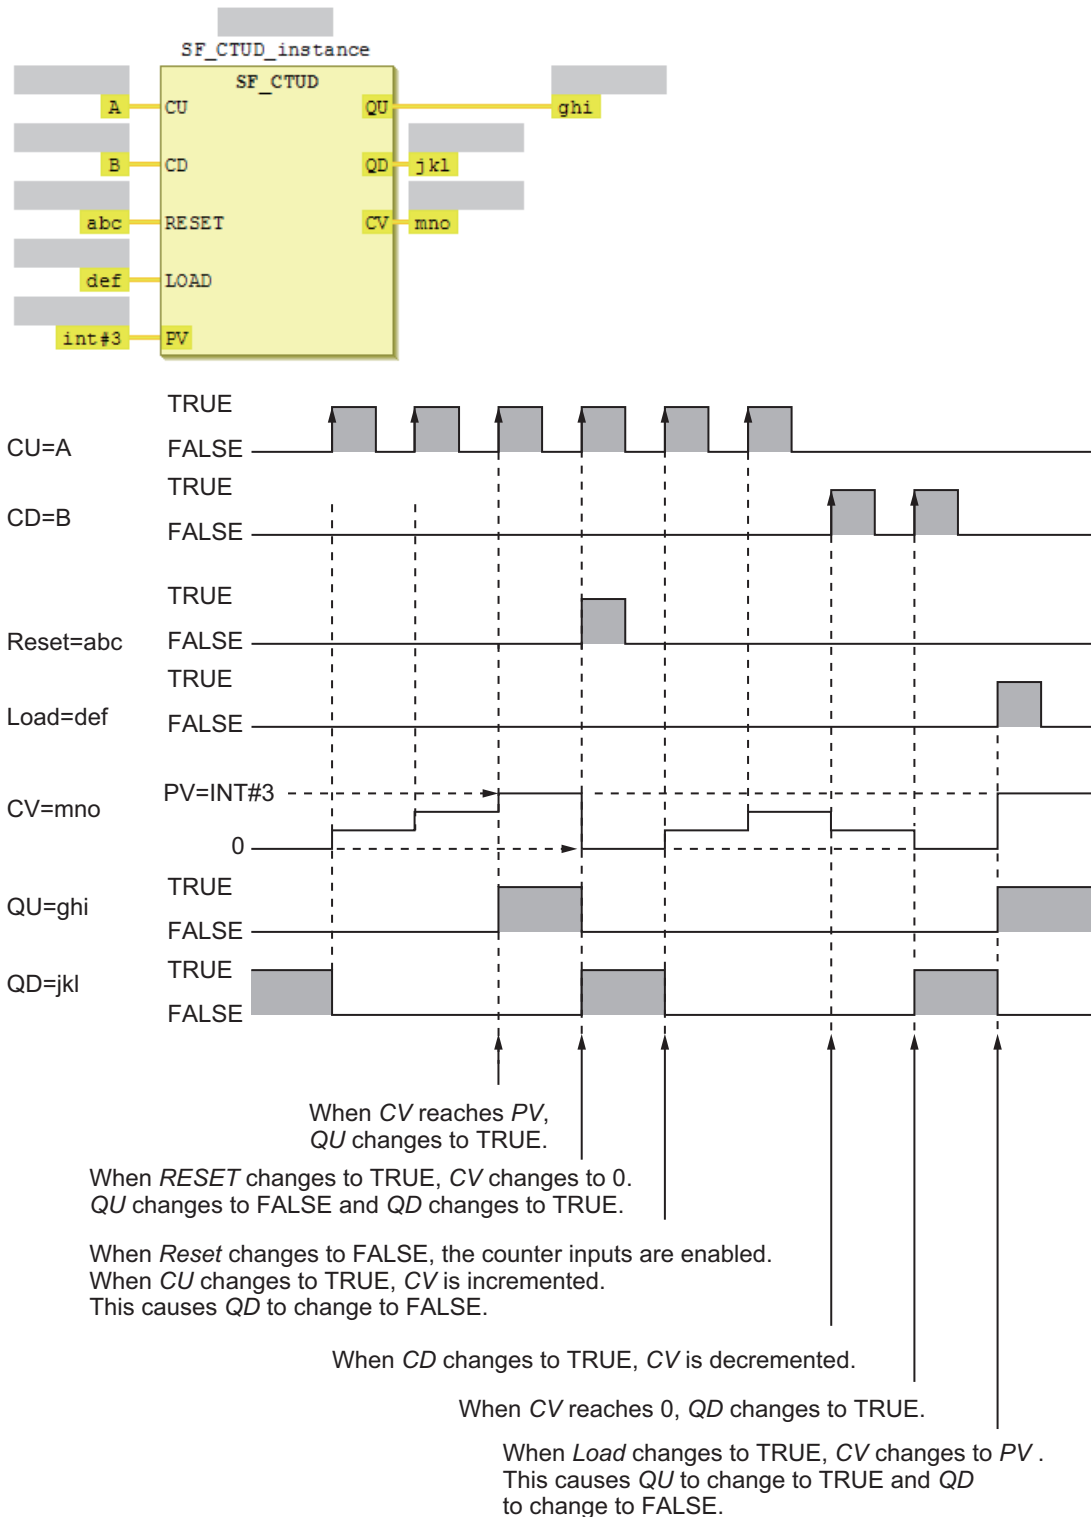 SF_CTUD_instance
SF_CTUD
A CU QU ghi
B CD QD jkl
abc RESET CV mno
def LOAD
int#3 PV
TRUE
CU=A FALSE
TRUE
CD=B
FALSE
TRUE
Reset=abc FALSE
TRUE
Load=def FALSE
PV=INT#3
CV=mno
0
TRUE
QU=ghi
FALSE
TRUE
QD=jkl
FALSE
When CV reaches PV,
QU changes to TRUE.
When RESET changes to TRUE, CV changes to 0.
QU changes to FALSE and QD changes to TRUE.
When Reset changes to FALSE, the counter inputs are enabled.
When CU changes to TRUE, CV is incremented.
This causes QD to change to FALSE.
When CD changes to TRUE, CV is decremented.
When CV reaches 0, QD changes to TRUE.
When Load changes to TRUE, CV changes to PV .
This causes QU to change to TRUE and QD
to change to FALSE.